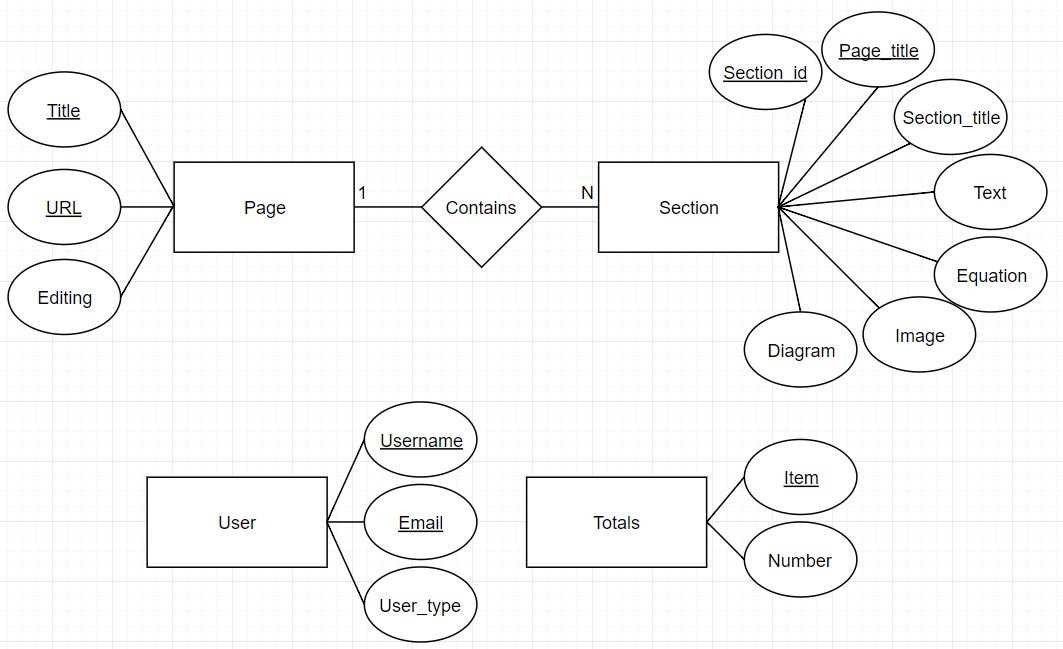 Title
URL
Editing
Page
1
Contains
N
Section
Section_id
Page_title
Section_title
Text
Equation
Image
Diagram
User
Username
Email
User_type
Totals
Item
Number